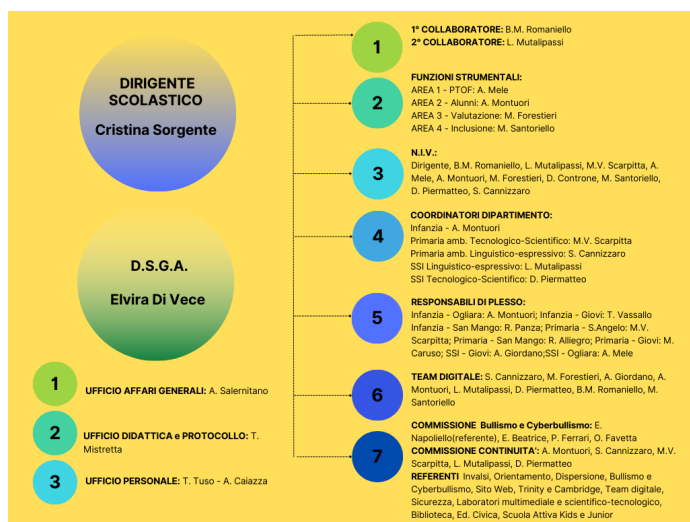 DIRIGENTE
SCOLASTICO
Cristina Sorgente
D.S.G.A.
Elvira Di Vece
1
UFFICIO AFFARI GENERALI: A. Salernitano
2
UFFICIO DIDATTICA e PROTOCOLLO: T.
Mistretta
3
UFFICIO PERSONALE: T. Tuso - A. Caiazza
1
1° COLLABORATORE: B.M. Romaniello
2° COLLABORATORE: L. Mutalipassi
2
FUNZIONI STRUMENTALI:
AREA 1 - PTOF: A. Mele
AREA 2 - Alunni: A. Montuori
AREA 3 - Valutazione: M. Forestieri
AREA 4 - Inclusione: M. Santoriello
3
N.I.V.:
Dirigente, B.M. Romaniello, L. Mutalipassi, M.V. Scarpitta, A.
Mele, A. Montuori, M. Forestieri, D. Controne, M. Santoriello,
D. Piermatteo, S. Cannizzaro
4
COORDINATORI DIPARTIMENTO:
Infanzia - A. Montuori
Primaria amb. Tecnologico-Scientifico: M.V. Scarpitta
Primaria amb. Linguistico-espressivo: S. Cannizzaro
SSI Linguistico-espressivo: L. Mutalipassi
SSI Tecnologico-Scientifico: D. Piermatteo
5
RESPONSABILI DI PLESSO:
Infanzia - Ogliara: A. Montuori; Infanzia - Giovi: T. Vassallo
Infanzia - San Mango: R. Panza; Primaria - S.Angelo: M.V.
Scarpitta; Primaria - San Mango: R. Alliegro; Primaria - Giovi: M.
Caruso; SSI - Giovi: A. Giordano;SSI - Ogliara: A. Mele
6
TEAM DIGITALE: S. Cannizzaro, M. Forestieri, A. Giordano, A.
Montuori, L. Mutalipassi, D. Piermatteo, B.M. Romaniello, M.
Santoriello
7
COMMISSIONE Bullismo e Cyberbullismo: E.
Napoliello(referente), E. Beatrice, P. Ferrari, O. Favetta
COMMISSIONE CONTINUITA': A. Montuori, S. Cannizzaro, M.V.
Scarpitta, L. Mutalipassi, D. Piermatteo
REFERENTI Invalsi, Orientamento, Dispersione, Bullismo e
Cyberbullismo, Sito Web, Trinity e Cambridge, Team digitale,
Sicurezza, Laboratori multimediale e scientifico-tecnologico,
Biblioteca, Ed. Civica, Scuola Attiva Kids e Junior